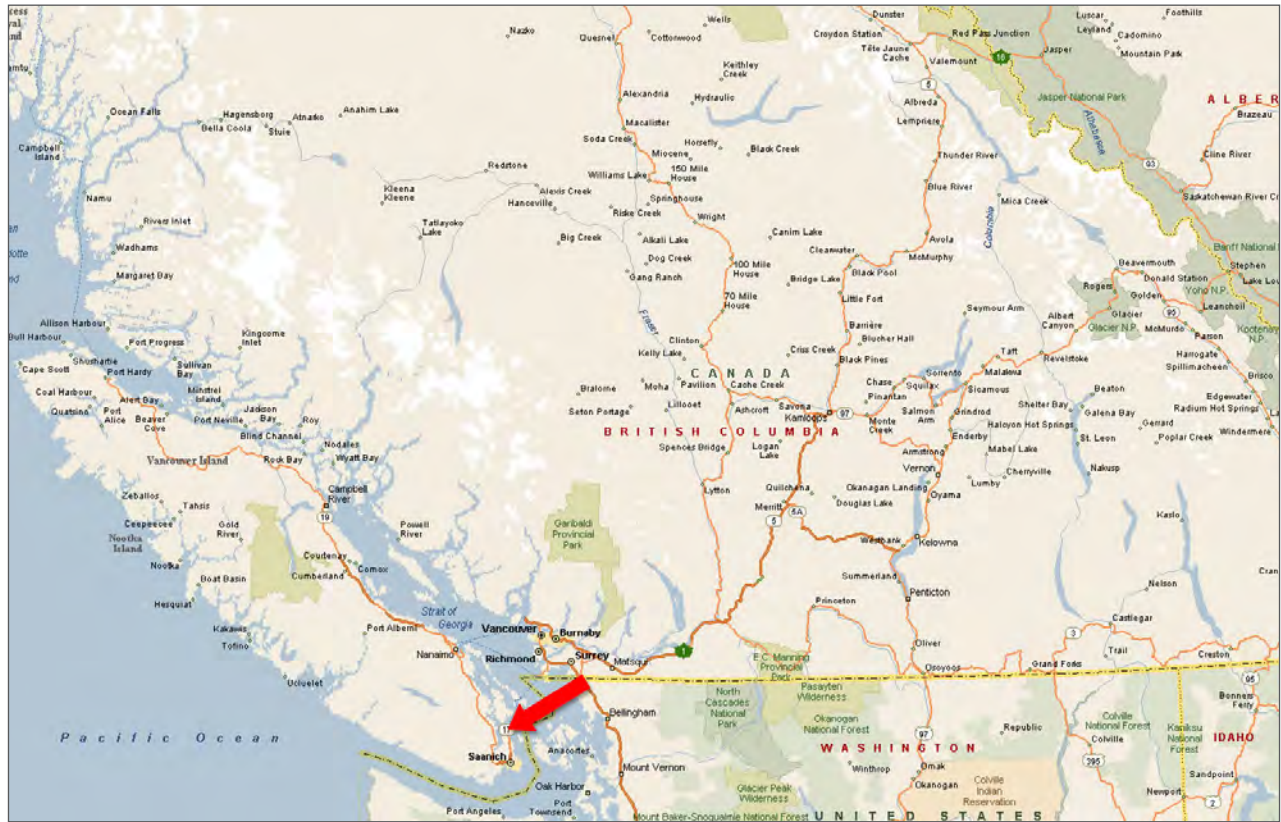 Wells
Dunster
Luscar
Foothills
Nazko
Quesnel
Cottonwood
Croydon Station
Red Pass Junction
Leyland
Cadomino
Tête Jaune
Cache
Valemount
16
Jasper
Mountain Park
Keithley
Creek
5
Alexandria
Hydraulic
Albreda
Jasper National Park
ALBER
Ocean Falls
Hagensborg
Atnarko
Anahim Lake
Lempriere
Brazeau
Bella Coola
Stuie
Macalister
Athabasca
Soda Creek
Horsefly
Black Creek
Campbell
Island
Miocene
Thunder River
Cline River
Redstone
Williams Lake
150 Mile
House
93
Kleena
Kleene
Alexis Creek
Springhouse
Blue River
Namu
Hanceville
Riske Creek
Wright
Mica Creek
Saskatchewan River Cr
Rivers Inlet
Tatlayoko
Lake
Columbia
Big Creek
Alkali Lake
Canim Lake
Avola
Wadhams
Clearwater
McMurphy
Banff National
Dog Creek
100 Mile
House
Beavermouth
Stephen
Margaret Bay
Gang Ranch
Bridge Lake
Black Pool
Donald Station
Lake Lou
Rogers
Yoho N.P.
70 Mile
House
Little Fort
Golden
Seymour Arm
Leanchoil
Allison Harbour
Fraser
Albert
Canyon
Glacier
95
Bull Harbour
Port Progress
Kingcome
Inlet
Barrière
Glacier N.P.
McMurdo
Parson
Kootenay
N.P.
Shushartie
Clinton
Blucher Hall
Cape Scott
Port Hardy
Sullivan
Bay
Kelly Lake
Criss Creek
Black Pines
Taft
Revelstoke
Harrogate
CANADA
Malakwa
Spillimacheen
Coal Harbour
Alert Bay
Minstrel
Island
Bralorne
Moha
Pavilion
Cache Creek
Chase
Sorrento
Squilax
Sicamous
Beaton
Brisco
Quatsino
Port
Alice
Beaver
Cove
Port Neville
Jackson
Bay
Roy
Seton Portage
Lillooet
Ashcroft
Savona
Kamloops
97
Pinantan
Salmon
Arm
Grindrod
Shelter Bay
Galena Bay
Edgewater
Radium Hot Springs
Blind Channel
Nodales
BRITISH COLUMBIA
Monte
Creek
Halcyon Hot Springs
Gerrard
Windermere
Enderby
St. Leon
Poplar Creek
Vancouver Island
Rock Bay
Wyatt Bay
Spences Bridge
Logan
Lake
Armstrong
Mabel Lake
Vernon
Cherryville
Nakusp
Zeballos
Tahsis
Campbell
River
Lytton
Quilchena
Okanagan Landing
Lumby
19
Merritt
Douglas Lake
Oyama
Ceepeecee
Gold
River
Powell
River
Garibaldi
Provincial
Park
5
5A
Kaslo
Nootka
Island
Westbank
Kelowna
Nootka
Courtenay
Cumberland
Comox
Boat Basin
Summerland
Nelson
Cran
Hesquiat
Penticton
Strait of
Georgia
Princeton
Castlegar
Kakawis
Tofino
Port Alberni
Vancouver
Burnaby
3
Oliver
Trail
Creston
Nanaimo
Richmond
Surrey
Matsqui
1
E.C. Manning
Provincial
Park
Osoyoos
Grand Forks
Ucluelet
North
Cascades
National
Park
Pasayten
Wilderness
95
Bonners
Ferry
Bellingham
Okanogan
National Forest
Republic
Colville
National Forest
Kaniksu
National
Forest
Pacific Ocean
17
97
Colville
IDAHO
WASHINGTON
Anacortes
395
Saanich
Mount Vernon
Winthrop
Omak
Sandpoint
Oak Harbor
Glacier Peak
Wilderness
Okanogan
Colville
Indian
Reservation
Newport
2
Port Angeles
Port
Townsend
Mount Baker-Snoqualmie National Forest
UNITED STATES